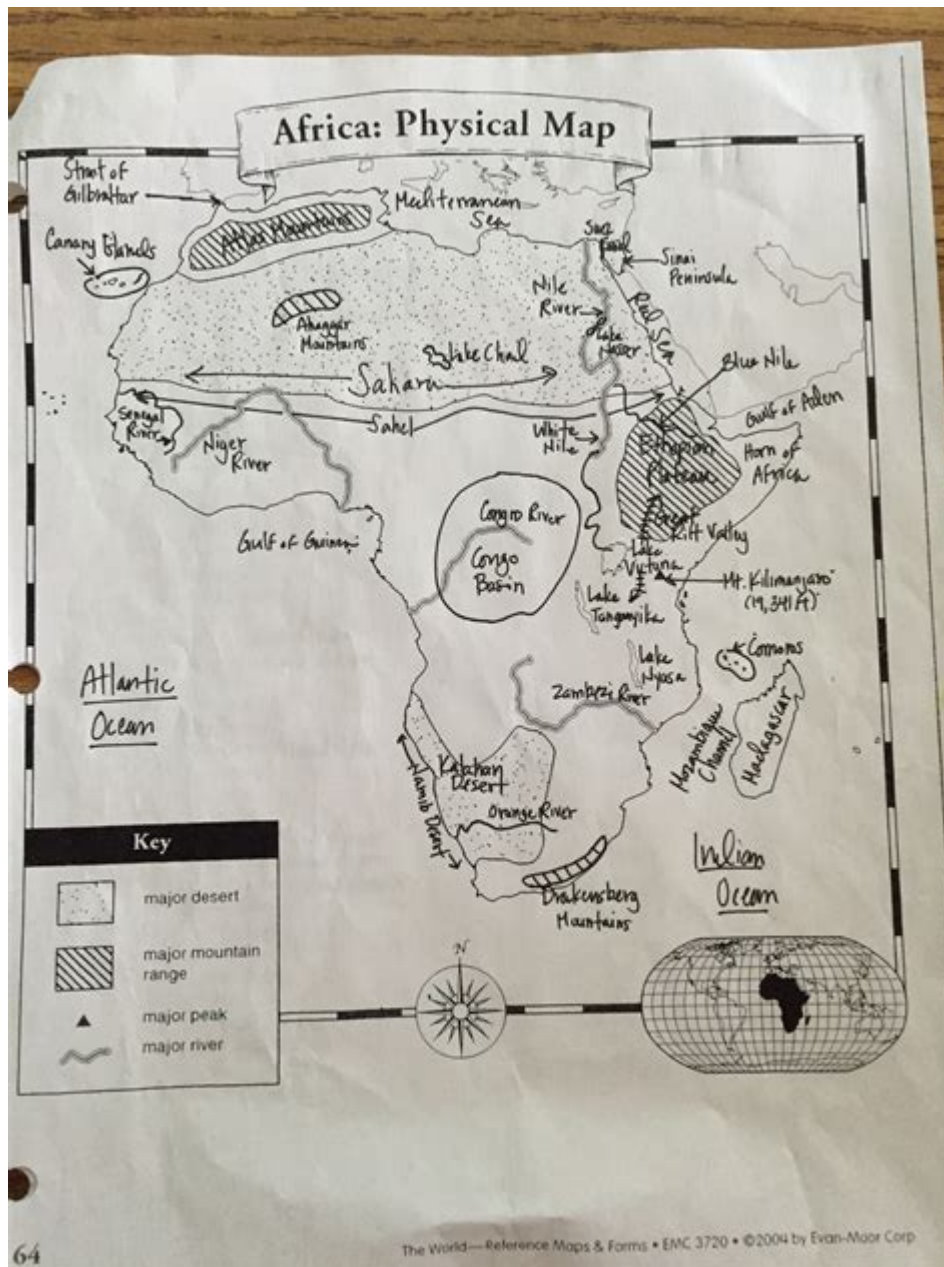 Africa: Physical Map
Strait of
Gilbraltar
Mediterranean
Sea
Atlas Mountains
Canary Islands
Suez
Canal
Sinai
Peninsula
Nile
River
Ahaggar
Mountains
Lake
Nasser
Red Sea
Lake Chad
Blue Nile
Sahara
Gulf of Aden
Senegal
River
Sahel
White
Nile
Niger
River
Ethiopian
Plateau
Horn of
Africa
Great
Rift Valley
Congo River
Gulf of Guinea
Congo
Basin
Lake
Victoria
Mt. Kilimanjaro
(19,341 ft)
Lake
Tanganyika
Lake
Nyasa
Comoros
Atlantic
Ocean
Zambezi River
Mozambique
Channel
Madagascar
Kalahari
Desert
Namib Desert
Orange River
Indian
Ocean
Drakensberg
Mountains
Key
major desert
major mountain
range
major peak
major river
N
64
The World—Reference Maps & Forms • EMC 3720 • ©2004 by Evan-Moor Corp.